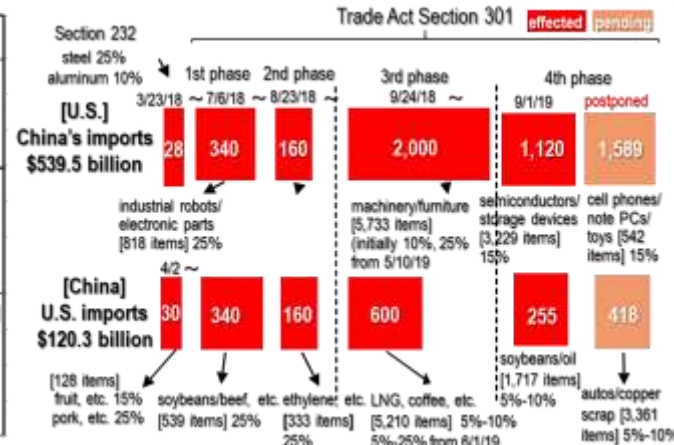 Trade Act Section 301
effected
pending
Section 232
steel 25%
aluminum 10%
1st phase
2nd phase
3rd phase
4th phase
3/23/18 ~ 7/6/18 ~ 8/23/18 ~
9/24/18 ~
9/1/19
postponed
[U.S.]
China's imports
$539.5 billion
28
340
160
2,000
1,120
1,589
industrial robots/
electronic parts
[818 items] 25%
machinery/furniture
[5,733 items]
(initially 10%, 25%
from 5/10/19
semiconductors/
storage devices
[3,229 items]
15%
cell phones/
note PCs/
toys [542
items] 15%
4/2 ~
[China]
U.S. imports
$120.3 billion
30
340
160
600
255
418
[128 items]
fruit, etc. 15%
pork, etc. 25%
soybeans/beef, etc.
[539 items] 25%
ethylene, etc.
[333 items]
25%
LNG, coffee, etc.
[5,210 items] 5%-10%
5%-25% from 6/1/19
soybeans/oil
[1,717 items]
5%-10%
autos/copper
scrap [3,361
items] 5%-10%